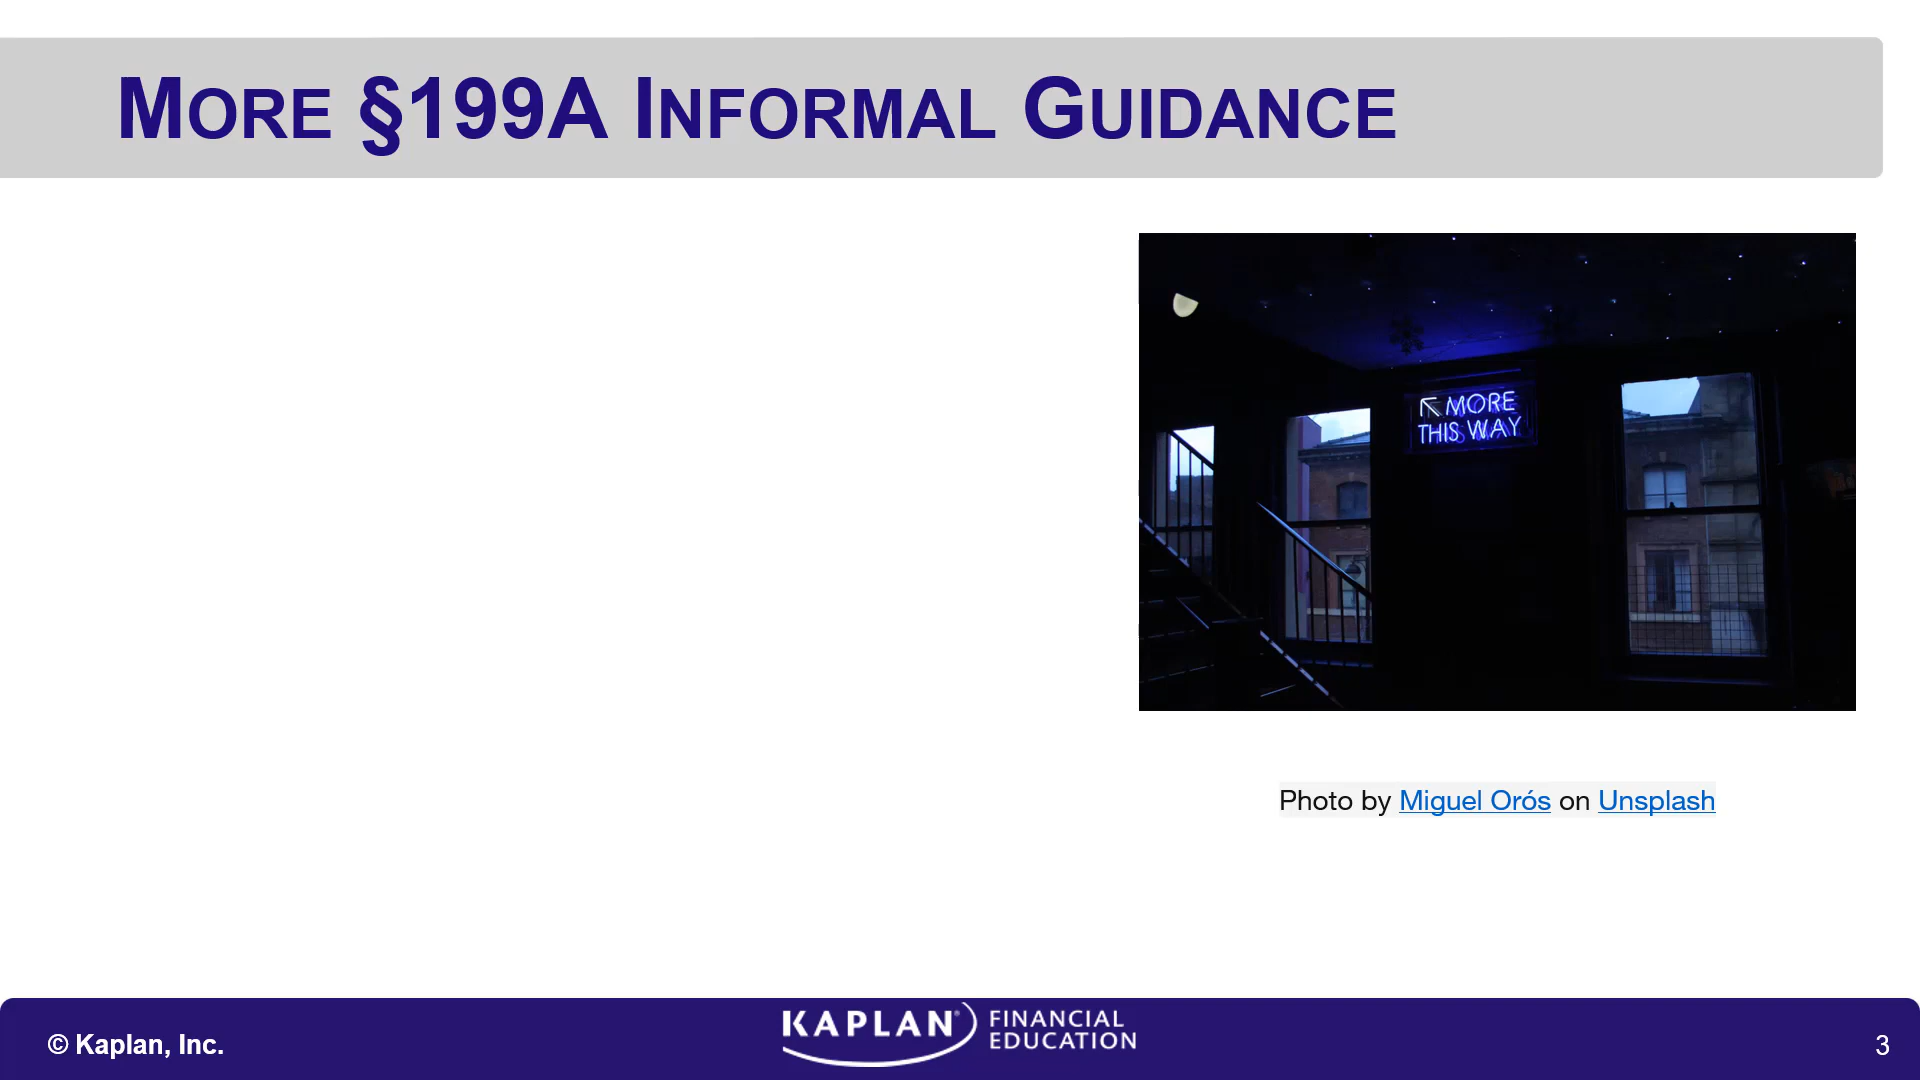 MORE §199A INFORMAL GUIDANCE
MORE
THIS WAY
Photo by Miguel Orós on Unsplash
© Kaplan, Inc.
KAPLAN® FINANCIAL
EDUCATION
3